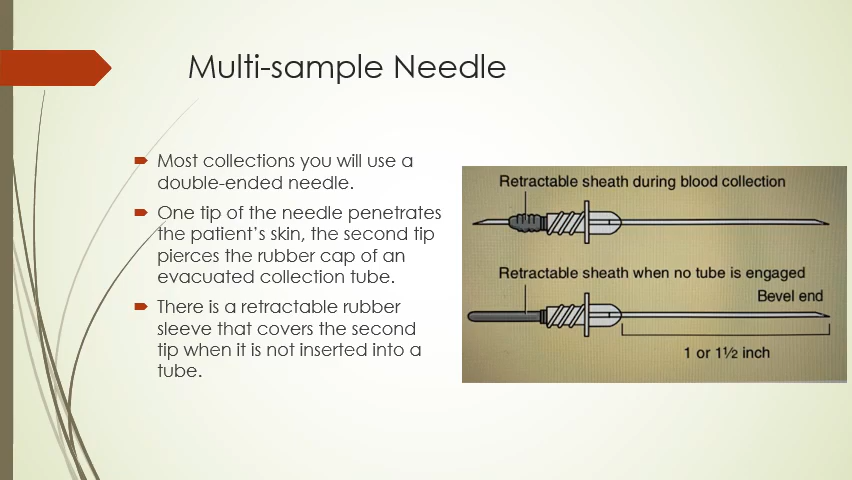 Multi-sample Needle
Most collections you will use a
double-ended needle.
One tip of the needle penetrates
the patient's skin, the second tip
pierces the rubber cap of an
evacuated collection tube.
There is a retractable rubber
sleeve that covers the second
tip when it is not inserted into a
tube.
Retractable sheath during blood collection
Retractable sheath when no tube is engaged
Bevel end
1 or 1½ inch